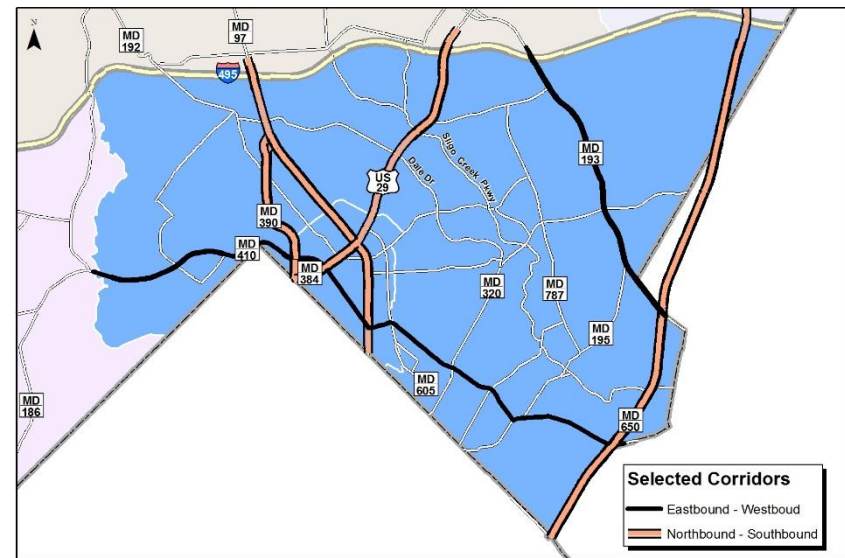 N
MD
192
MD
97
495
Sligo Creek Pkwy
Dale Dr
MD
193
US
29
MD
390
MD
410
MD
384
MD
320
MD
787
MD
195
MD
605
MD
186
MD
650
Selected Corridors
Eastbound - Westboud
Northbound - Southbound